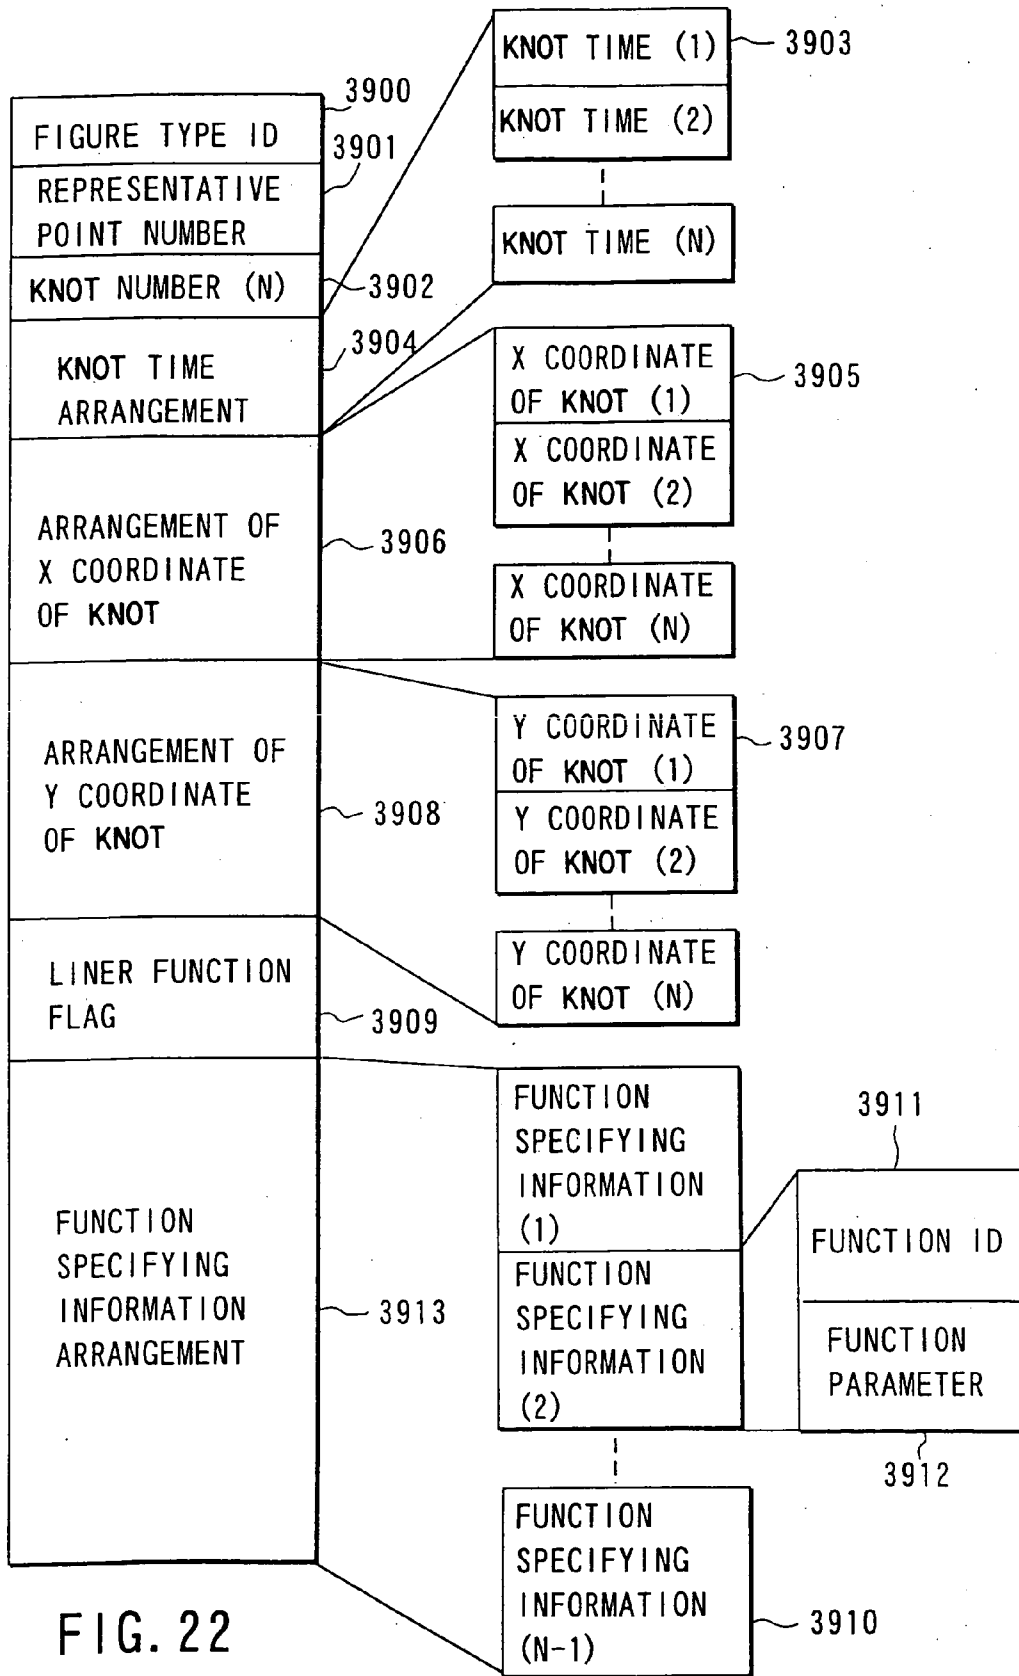 3900
FIGURE TYPE ID
3901
REPRESENTATIVE
POINT NUMBER
KNOT NUMBER (N)
3902
3904
KNOT TIME
ARRANGEMENT
ARRANGEMENT OF
X COORDINATE
OF KNOT
3906
ARRANGEMENT OF
Y COORDINATE
OF KNOT
3908
LINER FUNCTION
FLAG
3909
FUNCTION
SPECIFYING
INFORMATION
ARRANGEMENT
3913
KNOT TIME (1)
3903
KNOT TIME (2)
KNOT TIME (N)
X COORDINATE
OF KNOT (1)
3905
X COORDINATE
OF KNOT (2)
X COORDINATE
OF KNOT (N)
Y COORDINATE
OF KNOT (1)
3907
Y COORDINATE
OF KNOT (2)
Y COORDINATE
OF KNOT (N)
FUNCTION
SPECIFYING
INFORMATION
(1)
FUNCTION
SPECIFYING
INFORMATION
(2)
3911
FUNCTION ID
FUNCTION
PARAMETER
3912
FUNCTION
SPECIFYING
INFORMATION
(N-1)
3910
FIG. 22